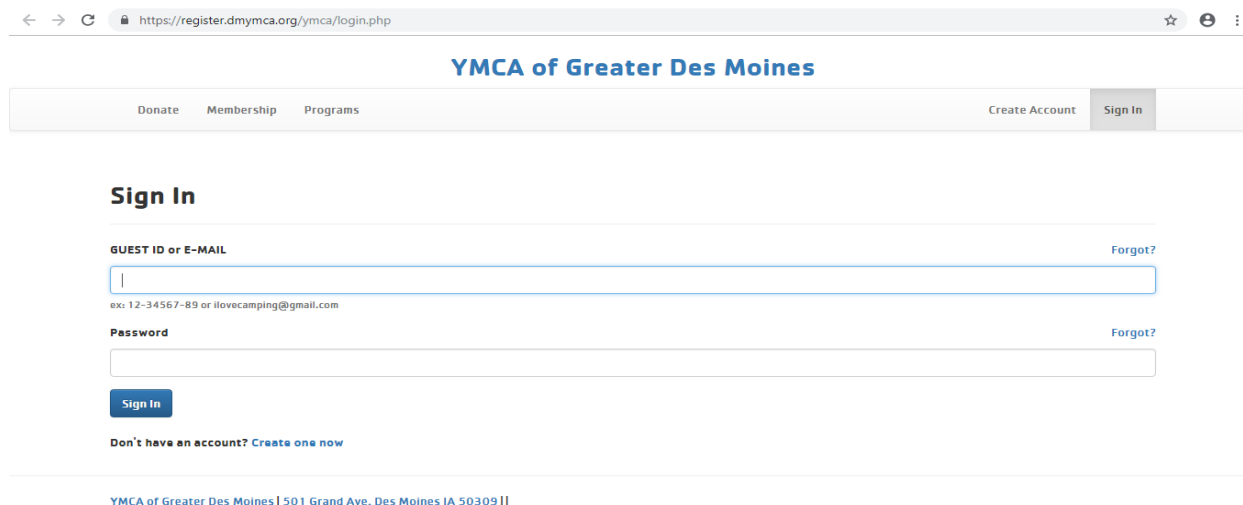 https://register.dmymca.org/ymca/login.php
YMCA of Greater Des Moines
Donate Membership Programs Create Account Sign In
Sign In
GUEST ID or E-MAIL Forgot?
ex: 12-34567-89 or ilovecamping@gmail.com
Password Forgot?
Sign In
Don't have an account? Create one now
YMCA of Greater Des Moines | 501 Grand Ave. Des Moines IA 50309 ||